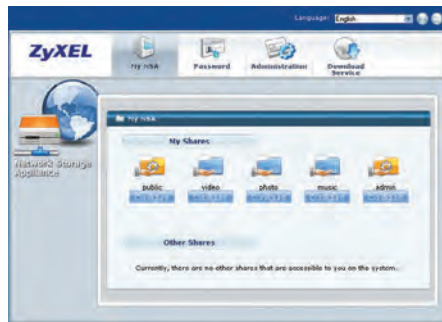 Language: English
ZyXEL
My NSA
Password
Administration
Download Service
Network Storage Appliance
My NSA
My Shares
public
video
photo
music
admin
Other Shares
Currently, there are no other shares that are accessible to you on the system.